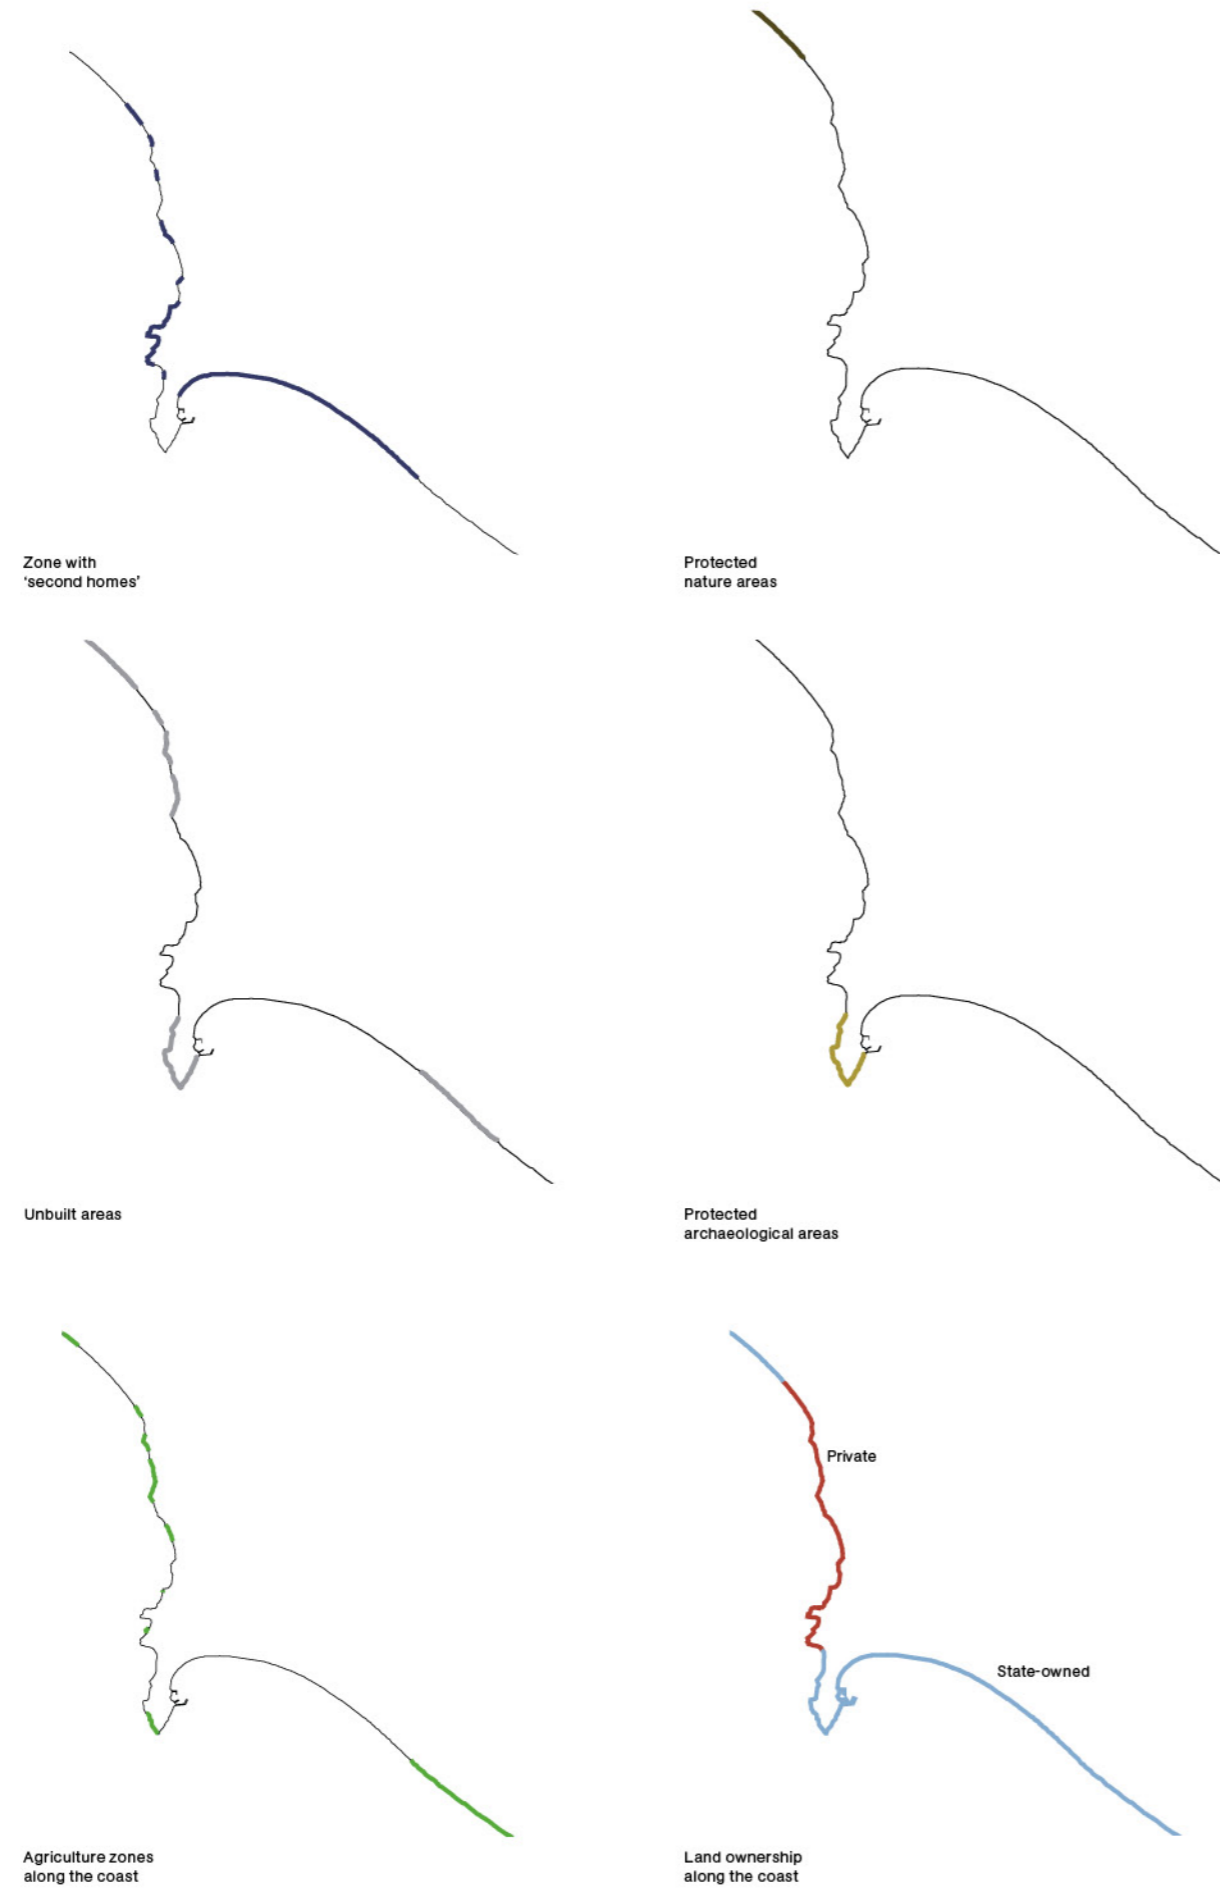 Zone with
‘second homes’
Protected
nature areas
Unbuilt areas
Protected
archaeological areas
Private
State-owned
Agriculture zones
along the coast
Land ownership
along the coast